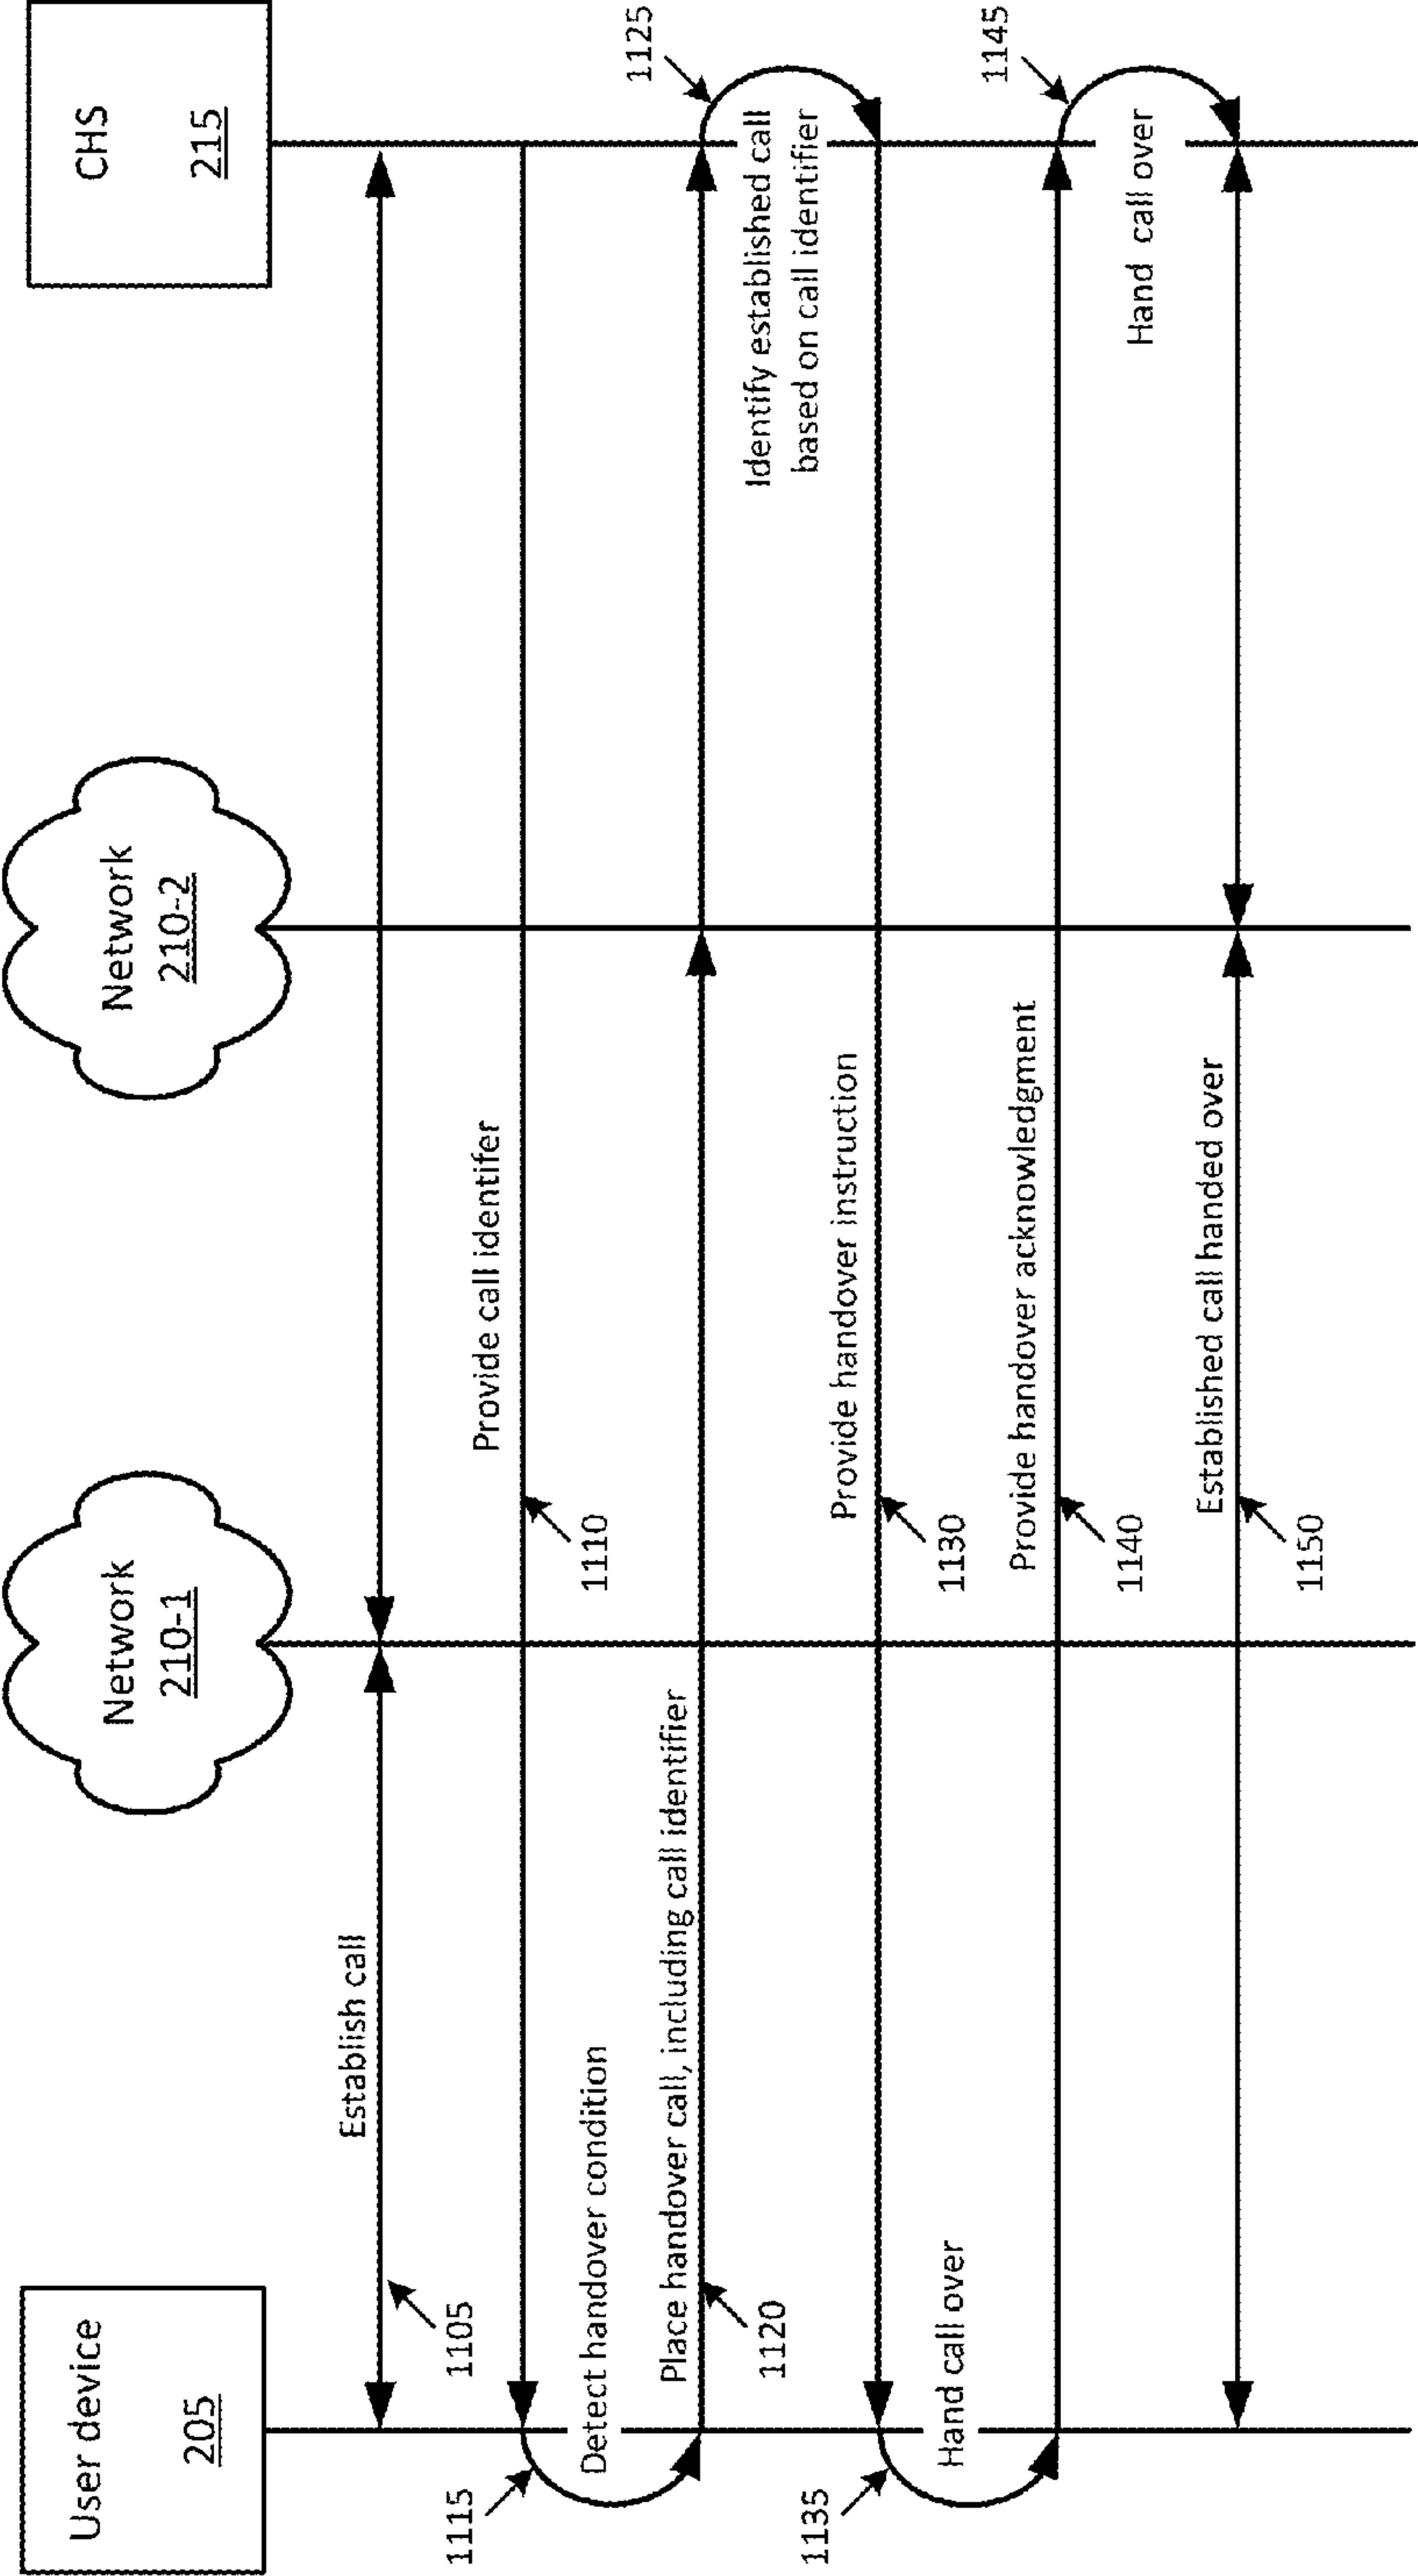 User device
205
Network
210-1
Network
210-2
CHS
215
Establish call
1105
Provide call identifer
1110
1115
Detect handover condition
Place handover call, including call identifier
1120
1125
Identify established call
based on call identifier
Provide handover instruction
1130
1135
Hand call over
Provide handover acknowledgment
1140
1145
Hand call over
Established call handed over
1150